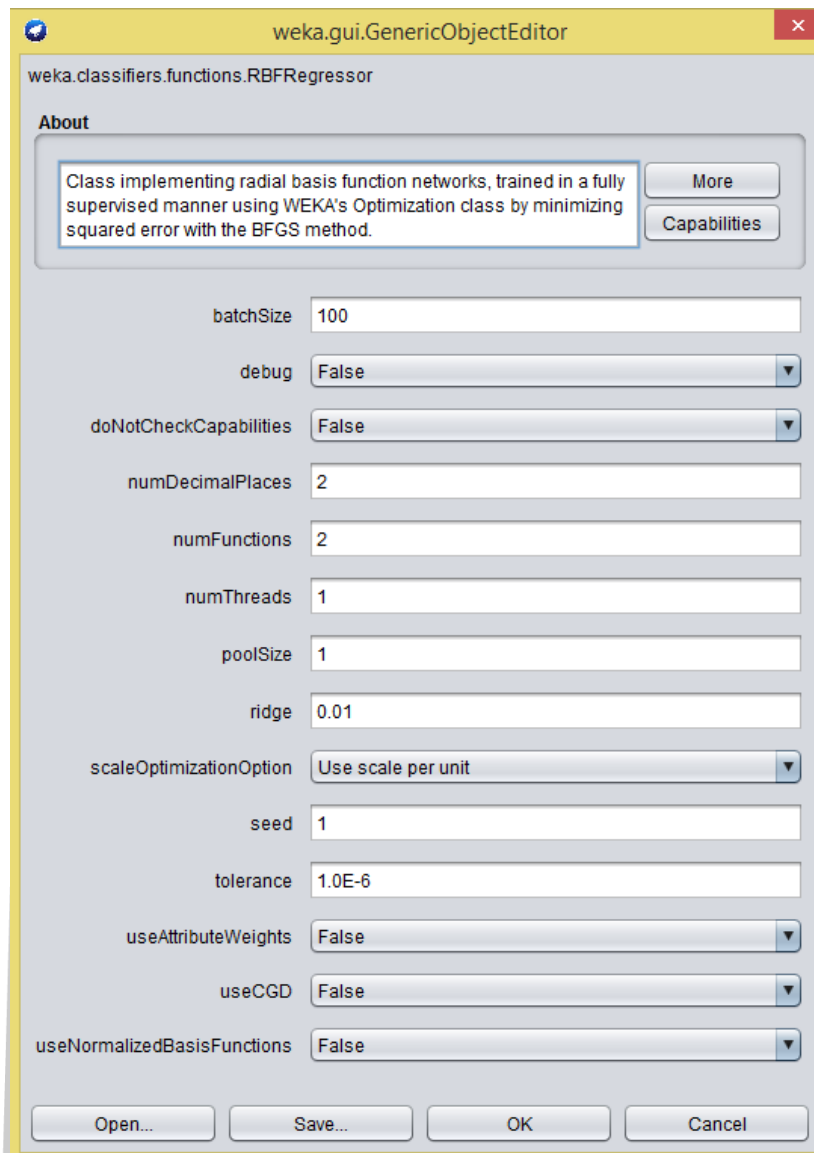 weka.gui.GenericObjectEditor
weka.classifiers.functions.RBFRegressor
About
Class implementing radial basis function networks, trained in a fully
supervised manner using WEKA's Optimization class by minimizing
squared error with the BFGS method.
More
Capabilities
batchSize 100
debug False
doNotCheckCapabilities False
numDecimalPlaces 2
numFunctions 2
numThreads 1
poolSize 1
ridge 0.01
scaleOptimizationOption Use scale per unit
seed 1
tolerance 1.0E-6
useAttributeWeights False
useCGD False
useNormalizedBasisFunctions False
Open... Save... OK Cancel